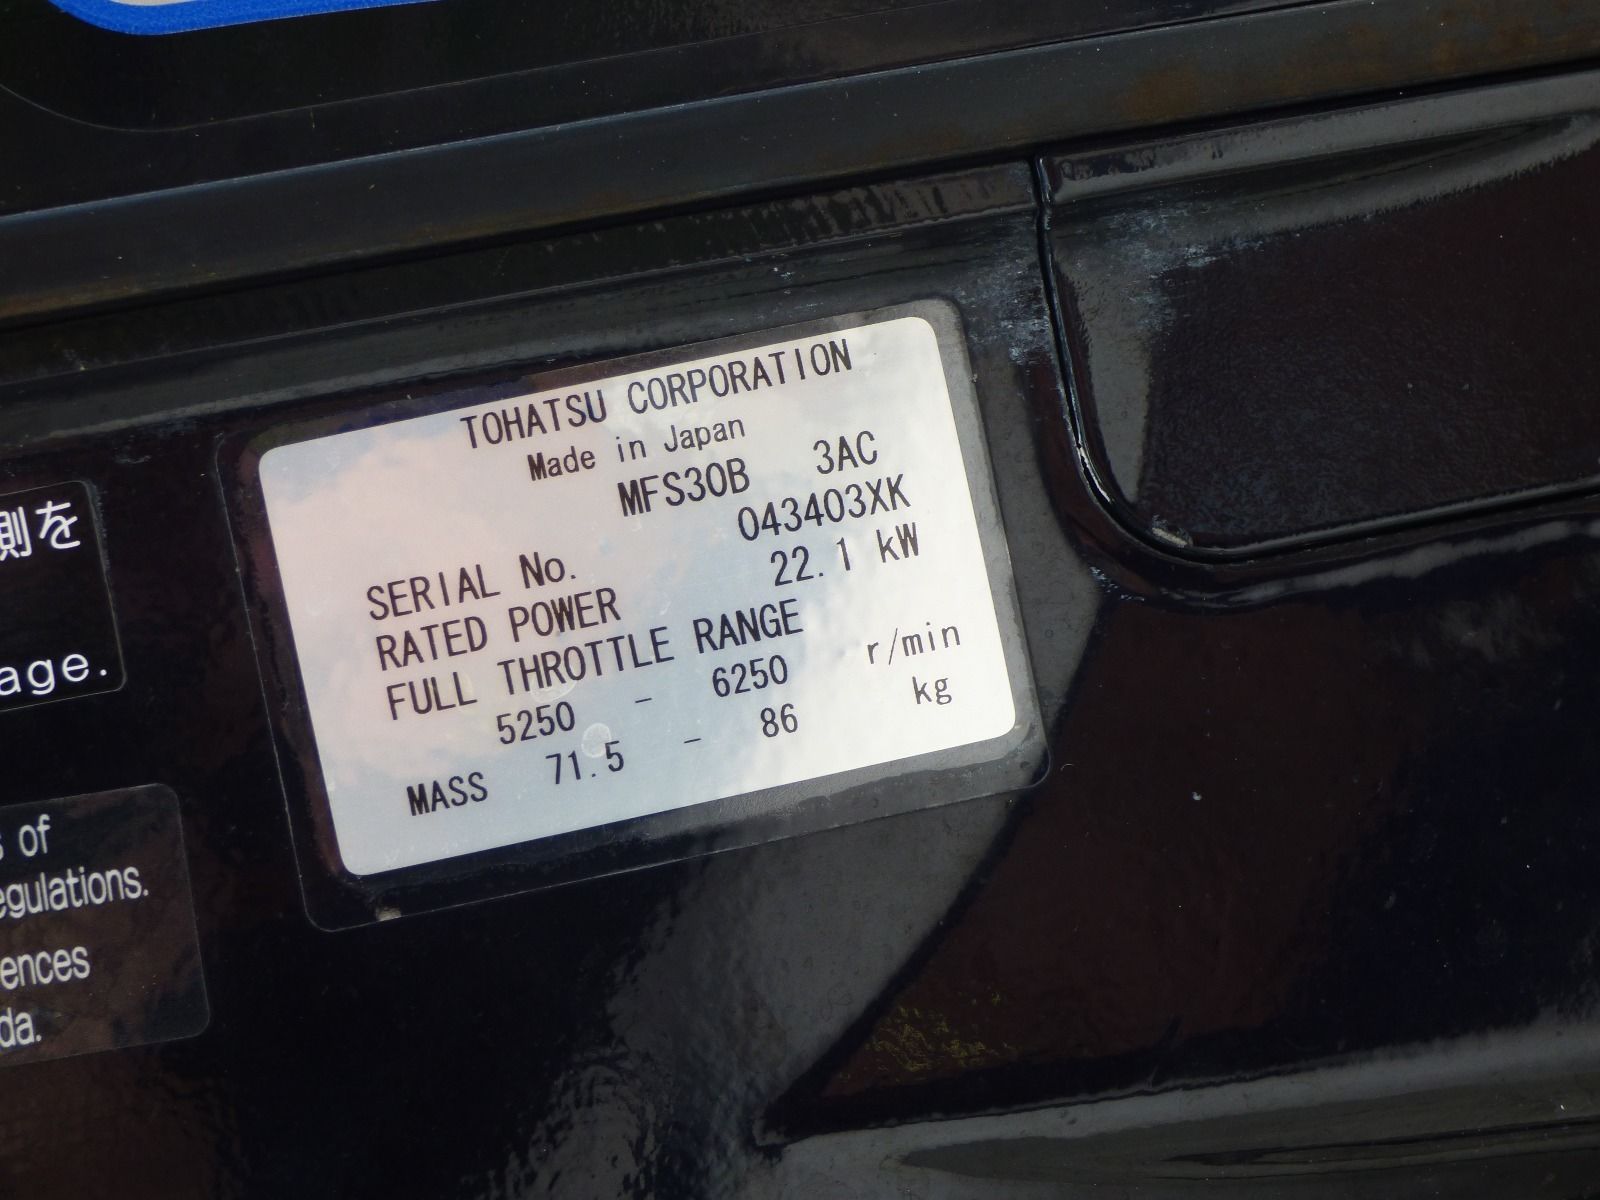 TOHATSU CORPORATION
Made in Japan
MFS30B 3AC
SERIAL No. 043403XK
RATED POWER 22.1 kW
FULL THROTTLE RANGE
5250 - 6250 r/min
MASS 71.5 - 86 kg
側を
age.
s of
egulations.
ences
da.